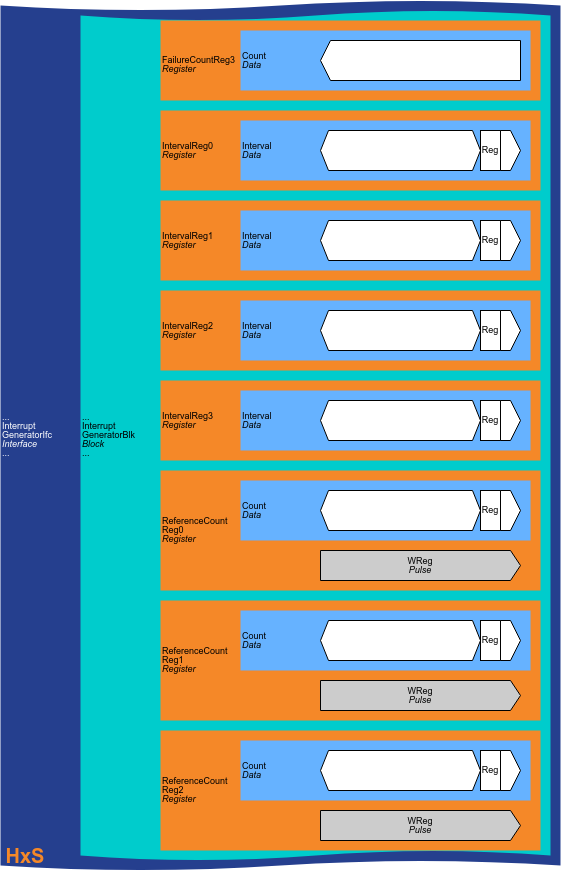 FailureCountReg3
Register
Count
Data
IntervalReg0
Register
Interval
Data
Reg
IntervalReg1
Register
Interval
Data
Reg
IntervalReg2
Register
Interval
Data
Reg
IntervalReg3
Register
Interval
Data
Reg
...
Interrupt
GeneratorIfc
Interface
...
...
Interrupt
GeneratorBlk
Block
...
ReferenceCount
Reg0
Register
Count
Data
Reg
WReg
Pulse
ReferenceCount
Reg1
Register
Count
Data
Reg
WReg
Pulse
ReferenceCount
Reg2
Register
Count
Data
Reg
WReg
Pulse
HxS